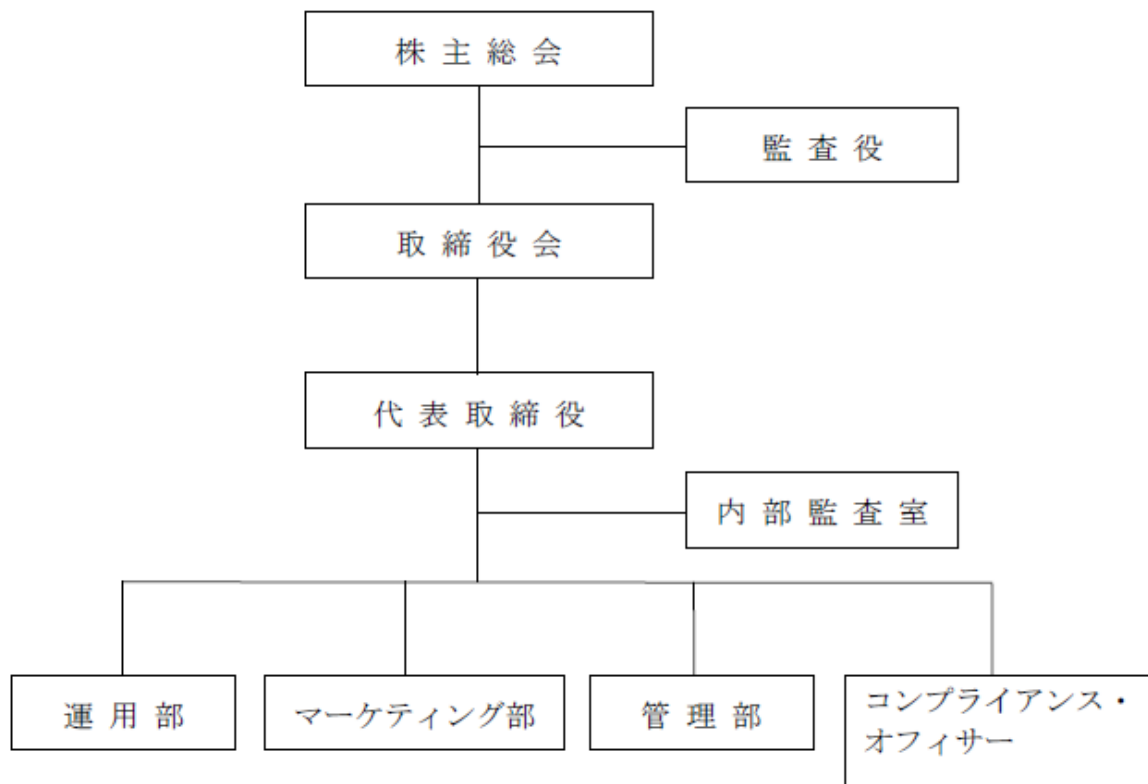 株主総会
監査役
取締役会
代表取締役
内部監査室
運用部
マーケティング部
管理部
コンプライアンス・
オフィサー